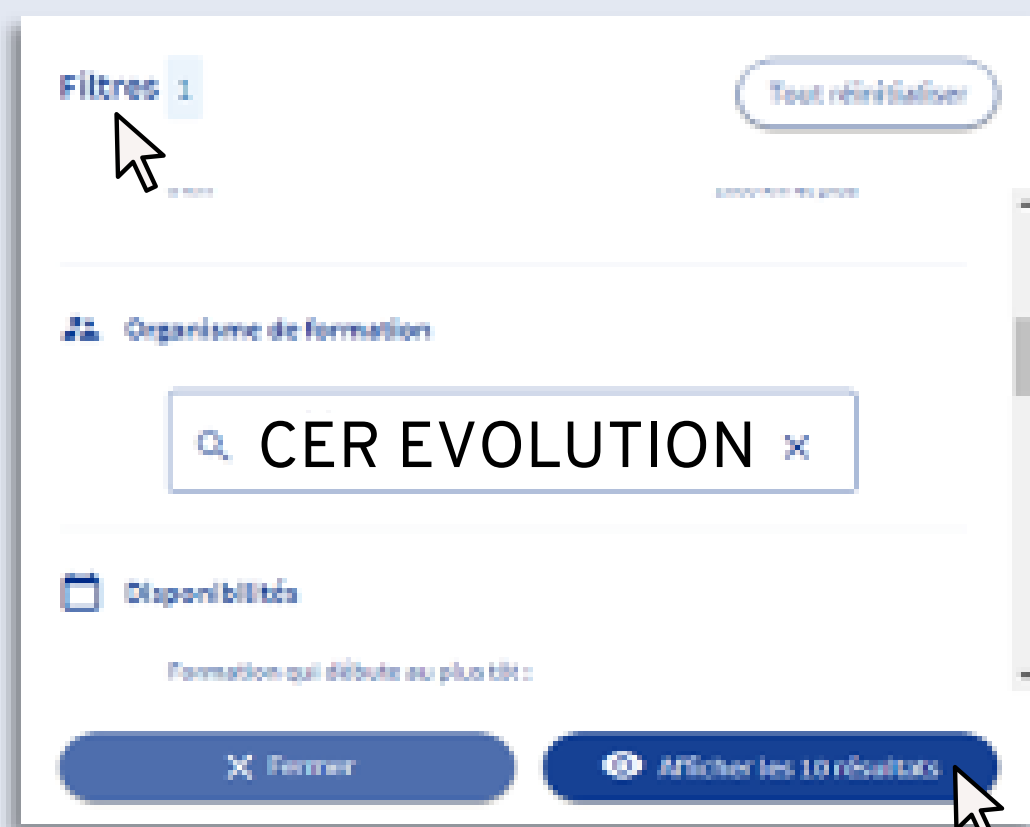 Filtres 1
Tout réinitialiser
Organisme de formation
CER EVOLUTION
Disponibilités
Formation qui débute au plus tôt :
Fermer
Afficher les 10 résultats